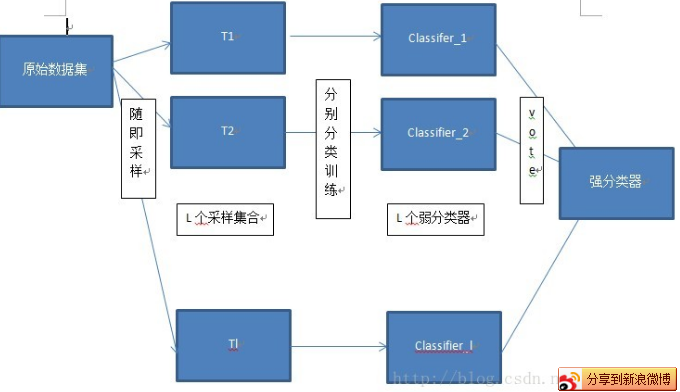 T1
Classifer_1
原始数据集
随即采样
T2
分别分类训练
Classifier_2
vote
强分类器
L 个采样集合
L 个弱分类器
Tl
Classifier_l
http://blog.csdn.ne
分享到新浪微博